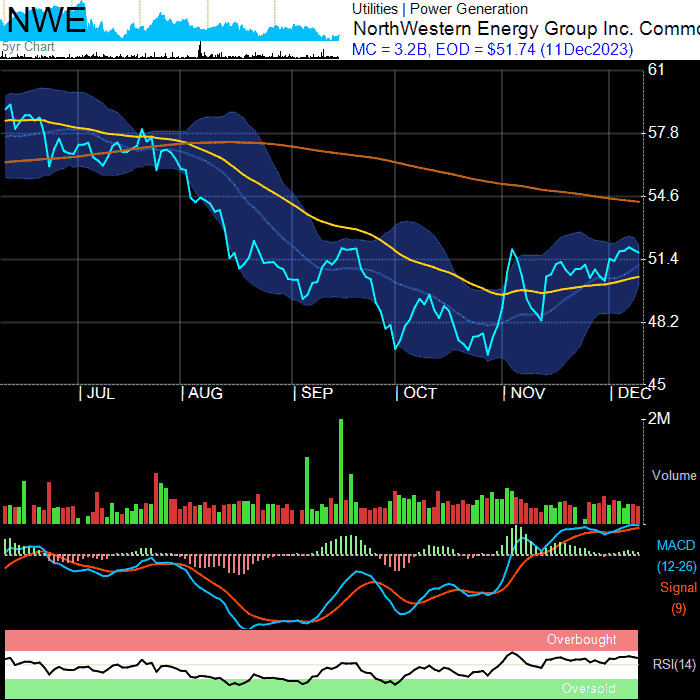 NWE
5yr Chart
Utilities | Power Generation
NorthWestern Energy Group Inc. Commo
MC = 3.2B, EOD = $51.74 (11Dec2023)
61
57.8
54.6
51.4
48.2
45
JUL AUG SEP OCT NOV DEC
2M
Volume
MACD
(12-26)
Signal
(9)
Overbought
RSI(14)
Oversold